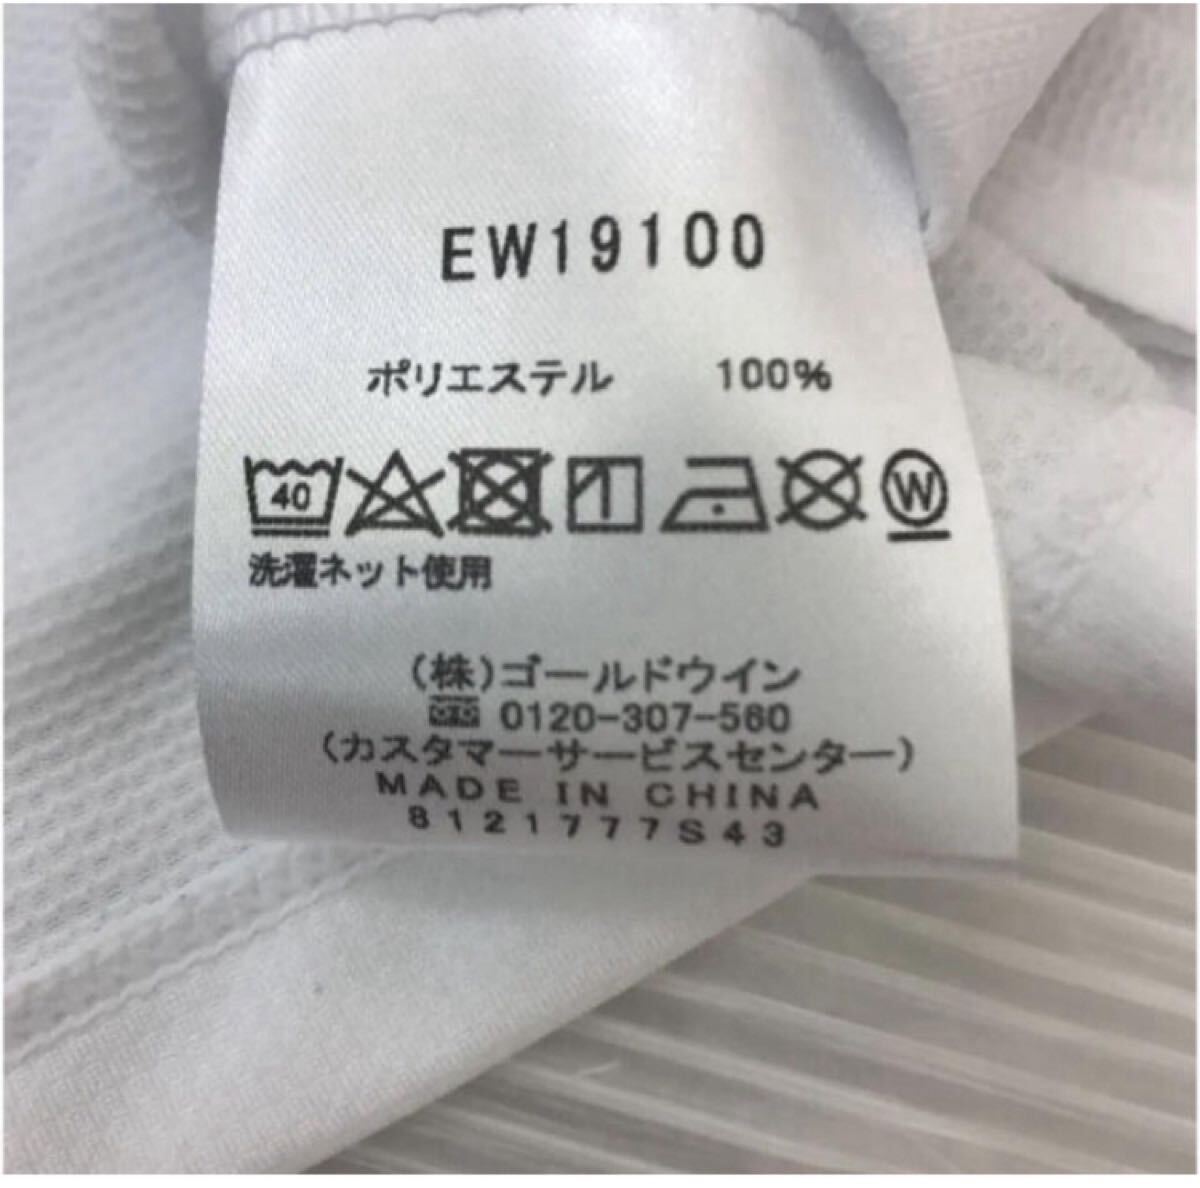 EW19100
ポリエステル 100%
40 W
洗濯ネット使用
(株)ゴールドウイン
0120-307-560
(カスタマーサービスセンター)
MADE IN CHINA
8121777S43